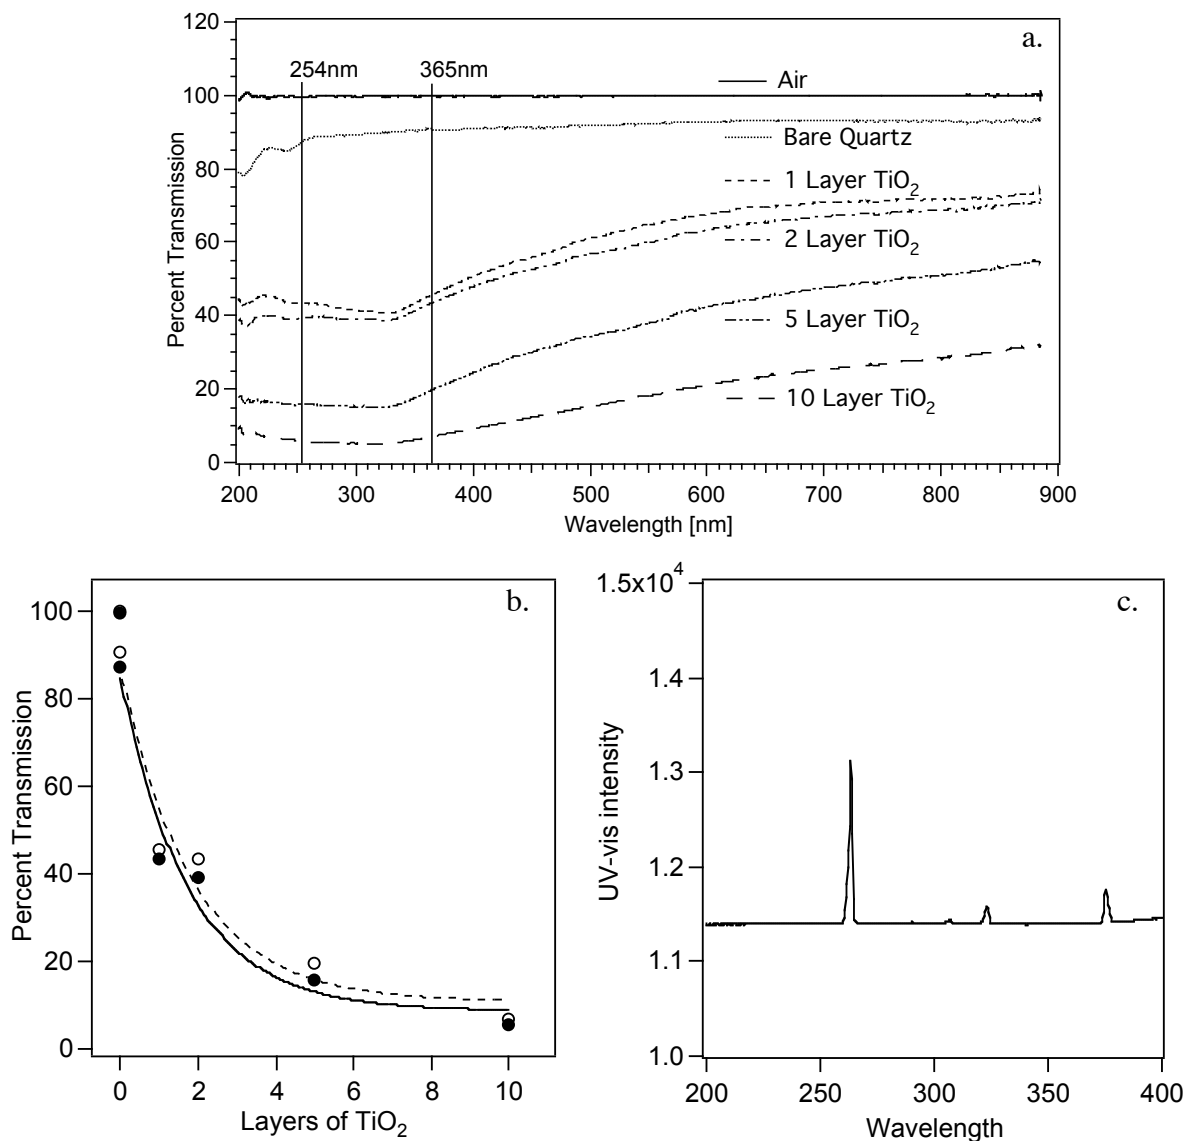 a.
120
100
80
60
40
20
0
Percent Transmission
254nm
365nm
Air
Bare Quartz
1 Layer TiO₂
2 Layer TiO₂
5 Layer TiO₂
10 Layer TiO₂
200 300 400 500 600 700 800 900
Wavelength [nm]
b.
100
80
60
40
20
0
Percent Transmission
0 2 4 6 8 10
Layers of TiO₂
c.
1.5x10⁴
1.4
1.3
1.2
1.1
1.0
UV-vis intensity
200 250 300 350 400
Wavelength